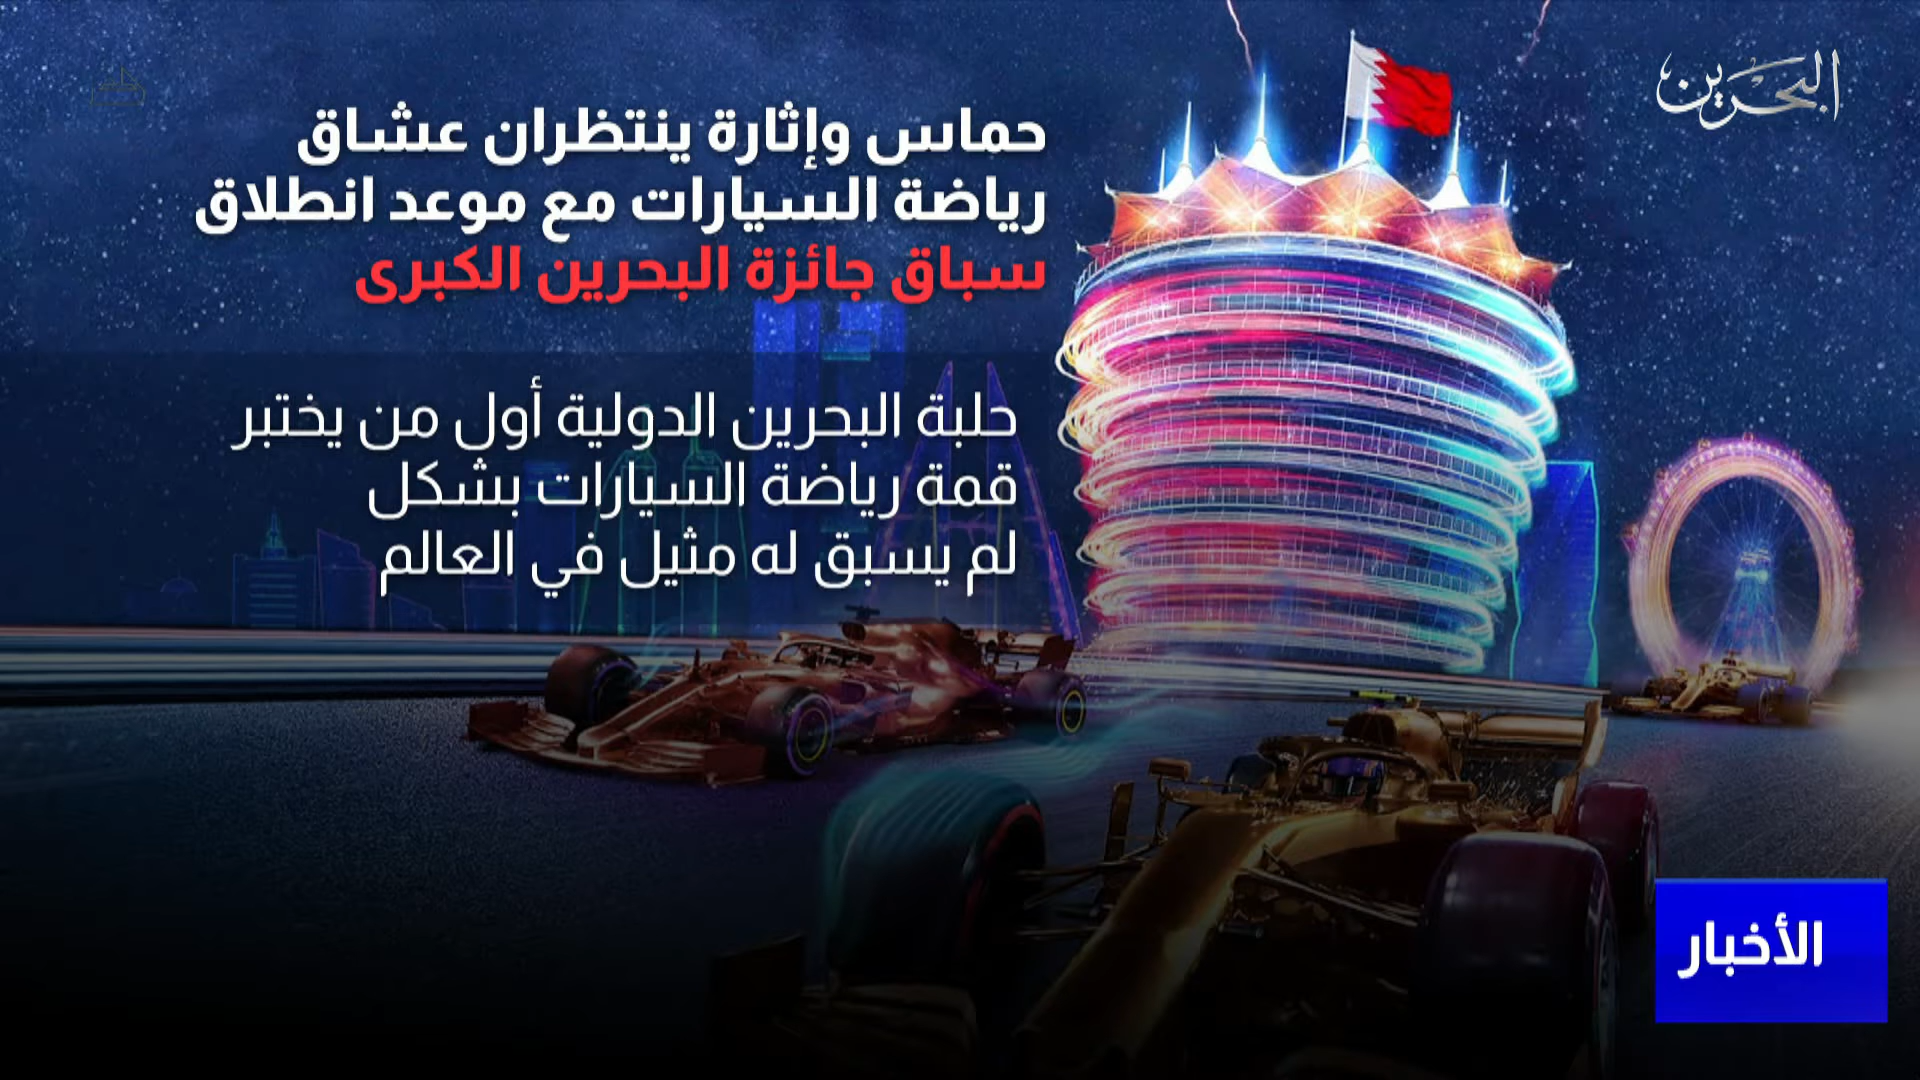 البحرين
حماس وإثارة ينتظران عشاق
رياضة السيارات مع موعد انطلاق
سباق جائزة البحرين الكبرى
حلبة البحرين الدولية أول من يختبر
قمة رياضة السيارات بشكل
لم يسبق له مثيل في العالم
الأخبار